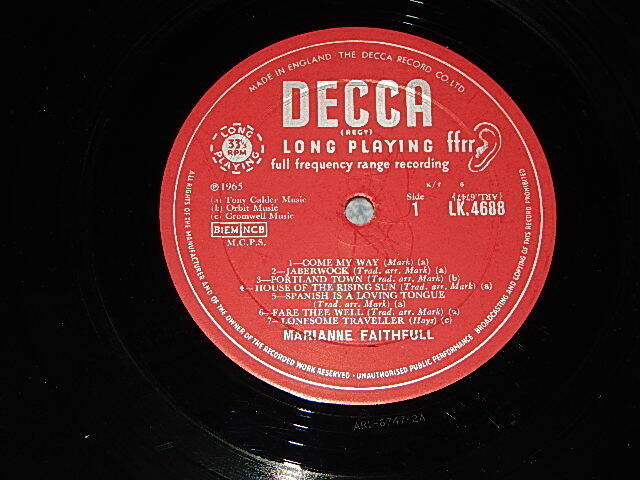 MADE IN ENGLAND THE DECCA RECORD CO. LTD.
DECCA
(REGT)
LONG PLAYING ffrr
full frequency range recording
LONG 33⅓ RPM PLAYING
K/T 6
℗ 1965
Side (ARL.6747)
(a) Tony Calder Music
1 LK.4688
(b) Orbit Music
(c) Cromwell Music
BIEM NCB
M.C.P.S.
1—COME MY WAY (Mark) (a)
2—JABERWOCK (Trad. arr. Mark) (a)
3—PORTLAND TOWN (Trad. arr. Mark) (b)
4—HOUSE OF THE RISING SUN (Trad. arr. Mark) (a)
5—SPANISH IS A LOVING TONGUE
(Trad. arr. Mark) (a)
6—FARE THEE WELL (Trad. arr. Mark) (a)
7—LONESOME TRAVELLER (Hays) (c)
MARIANNE FAITHFULL
ALL RIGHTS OF THE MANUFACTURER AND OF THE OWNER OF THE RECORDED WORK RESERVED · UNAUTHORISED PUBLIC PERFORMANCE BROADCASTING AND COPYING OF THIS RECORD PROHIBITED
ARL-6747-2A